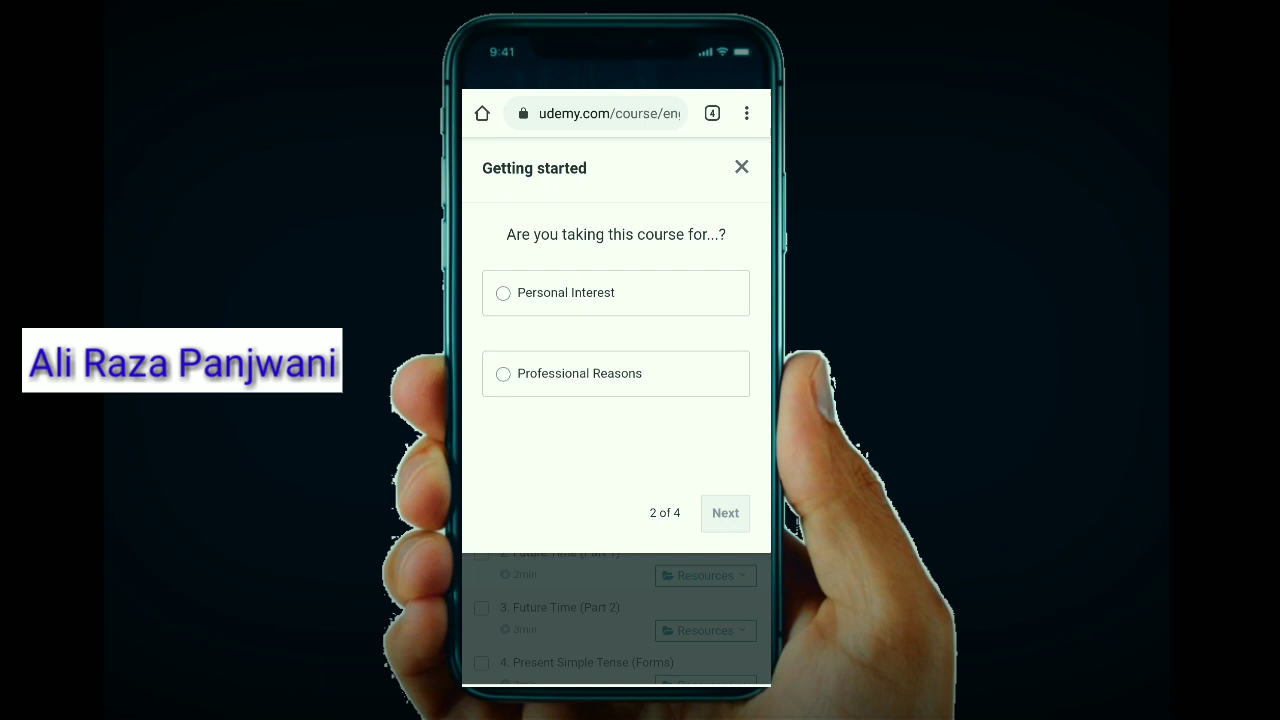 9:41
udemy.com/course/eng
4
Getting started
Are you taking this course for...?
Personal Interest
Professional Reasons
Ali Raza Panjwani
2 of 4
Next
2. Future Time (Part 1)
2min
Resources
3. Future Time (Part 2)
3min
Resources
4. Present Simple Tense (Forms)